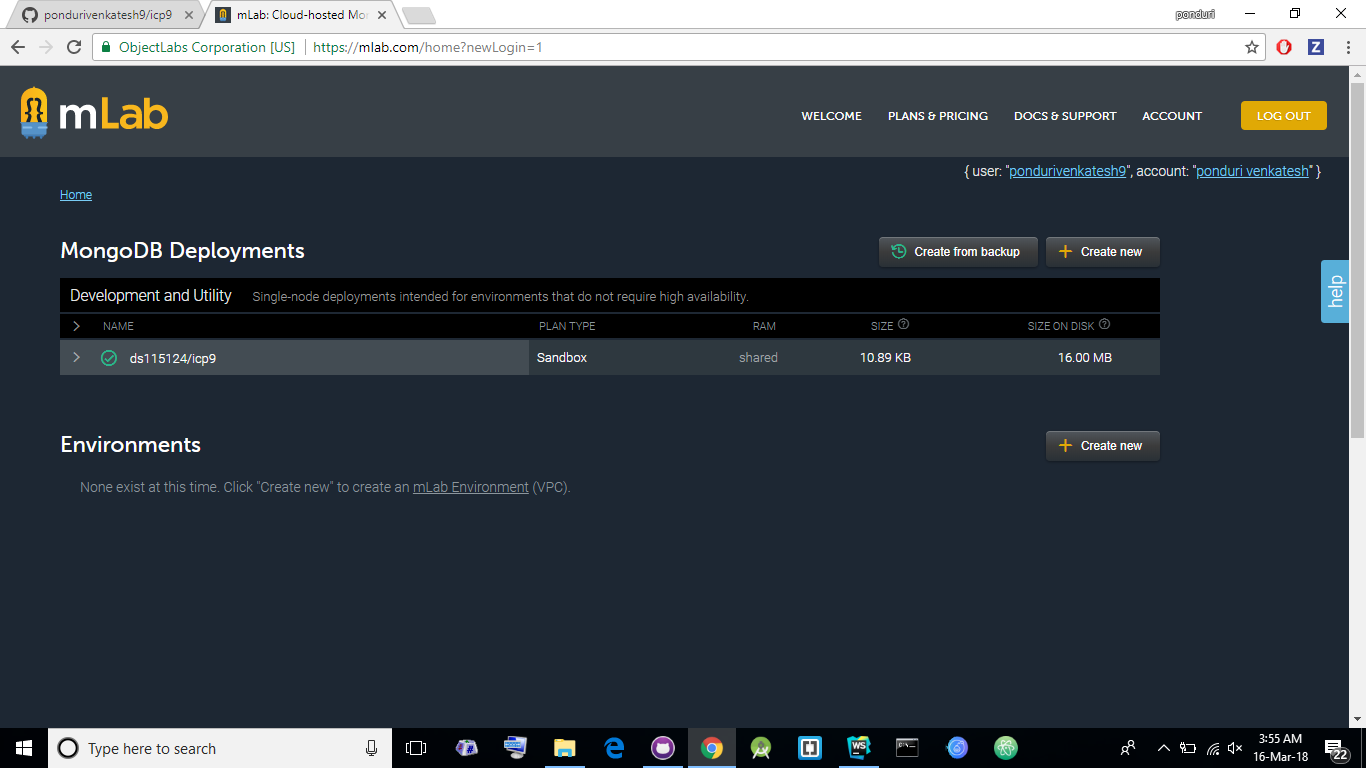 pondurivenkatesh9/icp9
mLab: Cloud-hosted Mo
ponduri
ObjectLabs Corporation [US]
https://mlab.com/home?newLogin=1
mLab
WELCOME
PLANS & PRICING
DOCS & SUPPORT
ACCOUNT
LOG OUT
{ user: "pondurivenkatesh9", account: "ponduri venkatesh" }
Home
MongoDB Deployments
Create from backup
Create new
help
Development and Utility Single-node deployments intended for environments that do not require high availability.
NAME PLAN TYPE RAM SIZE SIZE ON DISK
ds115124/icp9 Sandbox shared 10.89 KB 16.00 MB
Environments
Create new
None exist at this time. Click "Create new" to create an mLab Environment (VPC).
Type here to search
WS
3:55 AM
16-Mar-18
22